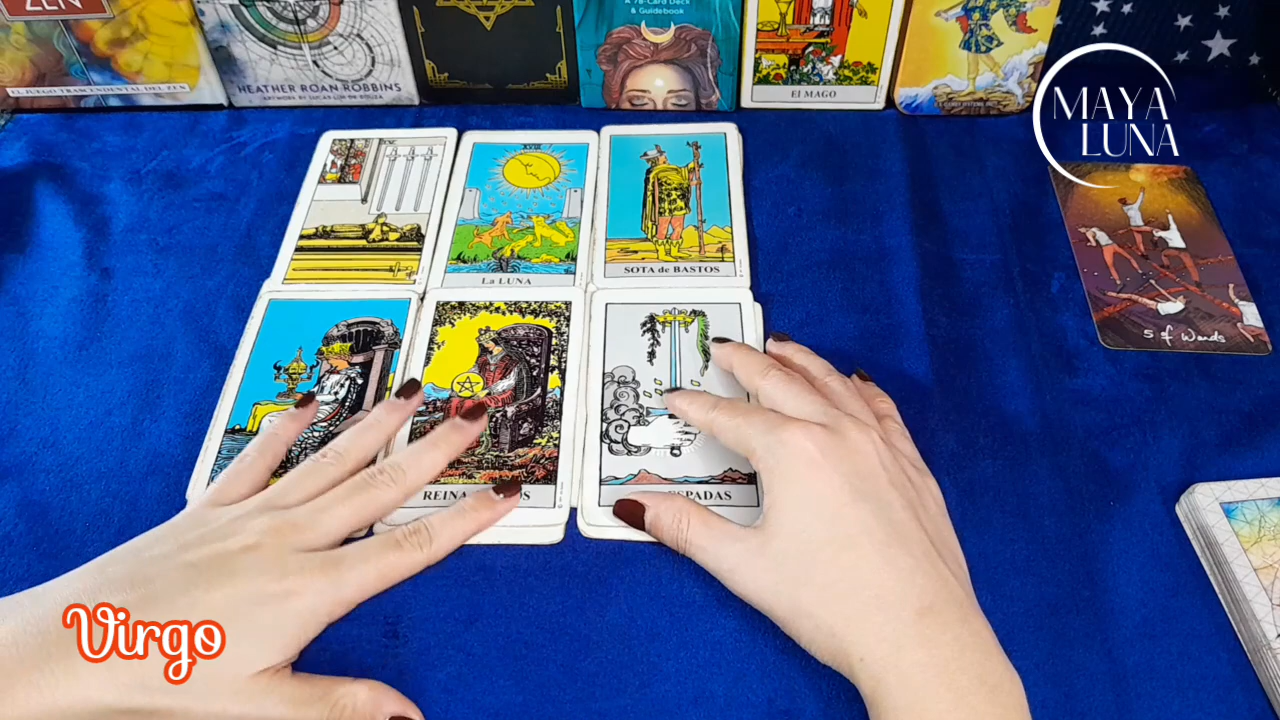 ZEN
EL JUEGO TRASCENDENTAL DEL ZEN
HEATHER ROAN ROBBINS
A 78-Card Deck
& Guidebook
El MAGO
MAYA
LUNA
XVIII
La LUNA
SOTA de BASTOS
5 of Wands
REINA
ESPADAS
Virgo